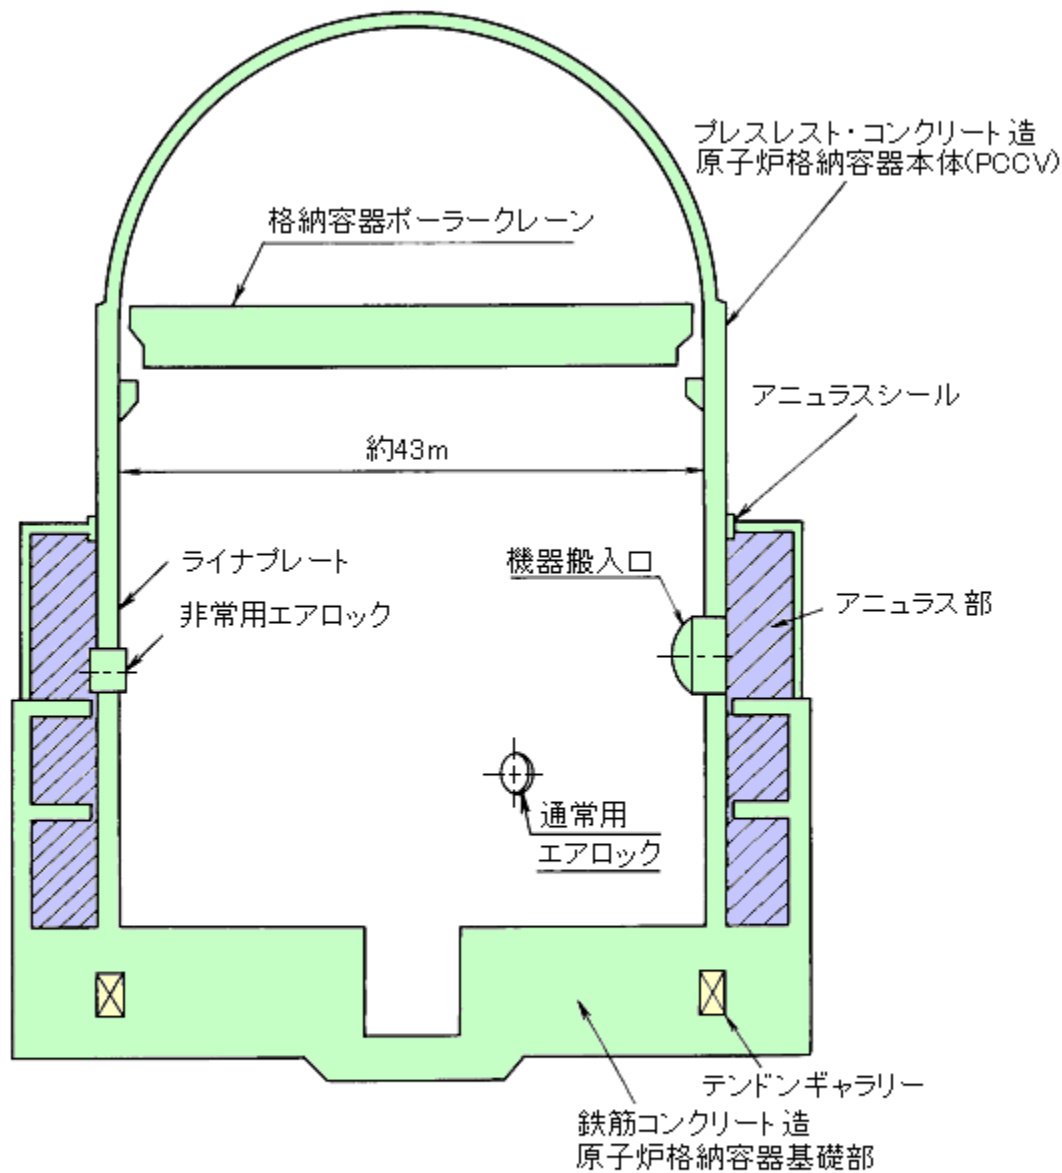 プレスレスト・コンクリート造
原子炉格納容器本体(PCCV)
格納容器ポーラークレーン
アニュラスシール
約43m
ライナプレート
機器搬入口
非常用エアロック
アニュラス部
通常用
エアロック
テンドンギャラリー
鉄筋コンクリート造
原子炉格納容器基礎部